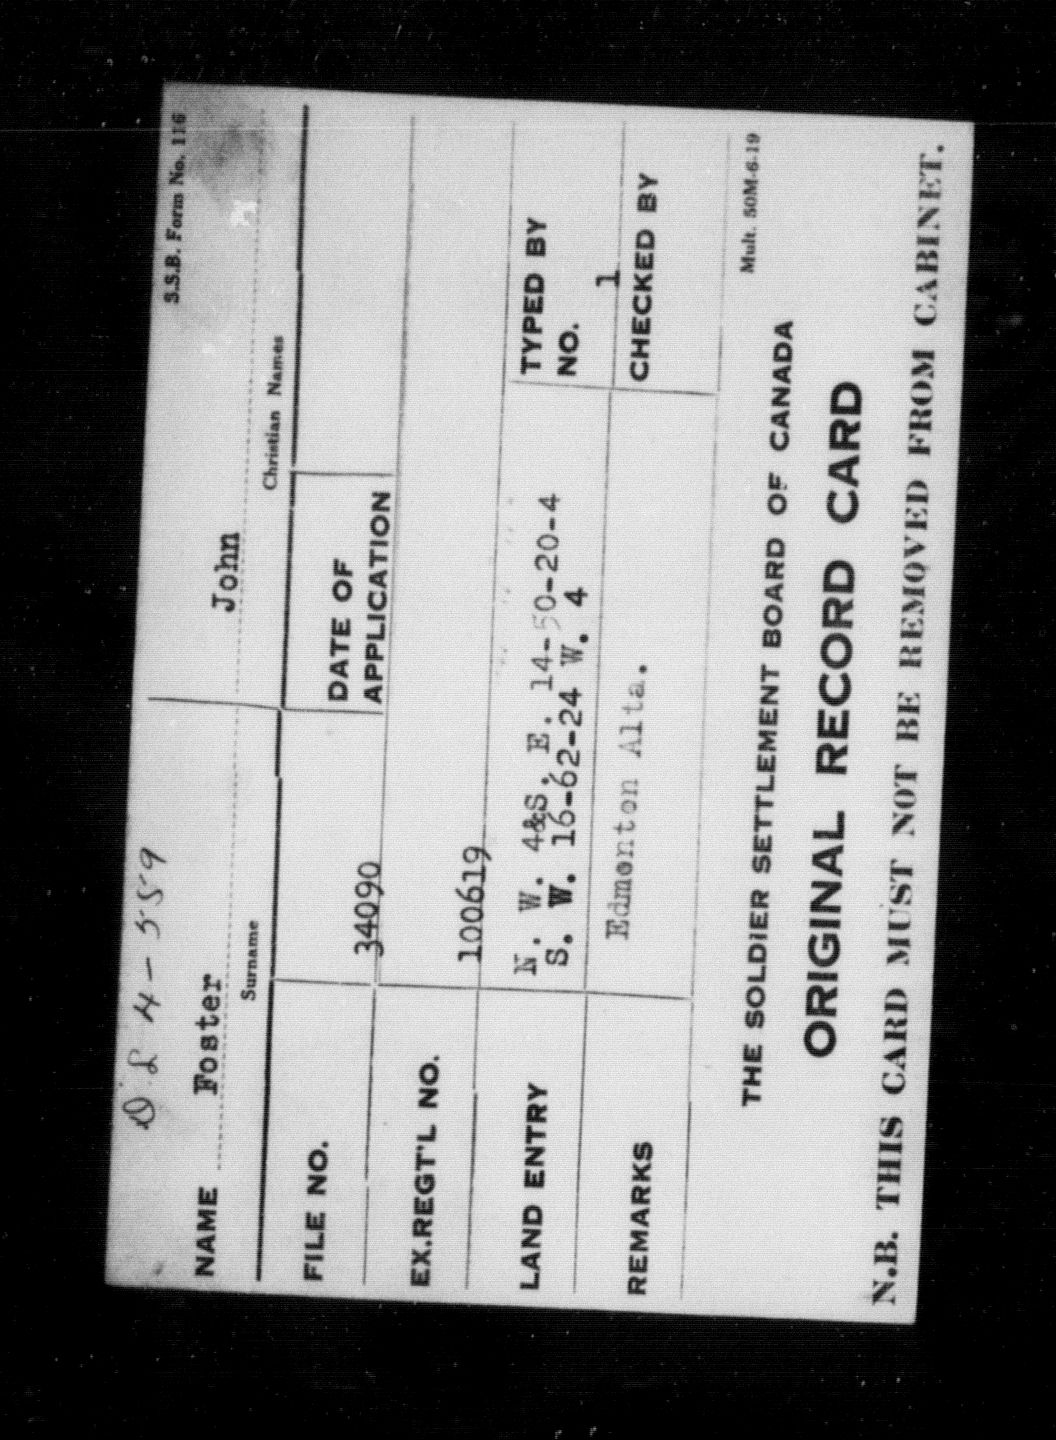 D L 4-559
S.S.B. Form No. 116
NAME Foster John
Surname Christian Names
FILE NO. 34090 DATE OF APPLICATION
EX.REGT'L NO. 100619
LAND ENTRY N. W. 4&S. E. 14-50-20-4
S. W. 16-62-24 W. 4
TYPED BY
NO. 1
REMARKS Edmonton Alta.
CHECKED BY
Mult. 50M-6-19
THE SOLDIER SETTLEMENT BOARD OF CANADA
ORIGINAL RECORD CARD
N.B. THIS CARD MUST NOT BE REMOVED FROM CABINET.